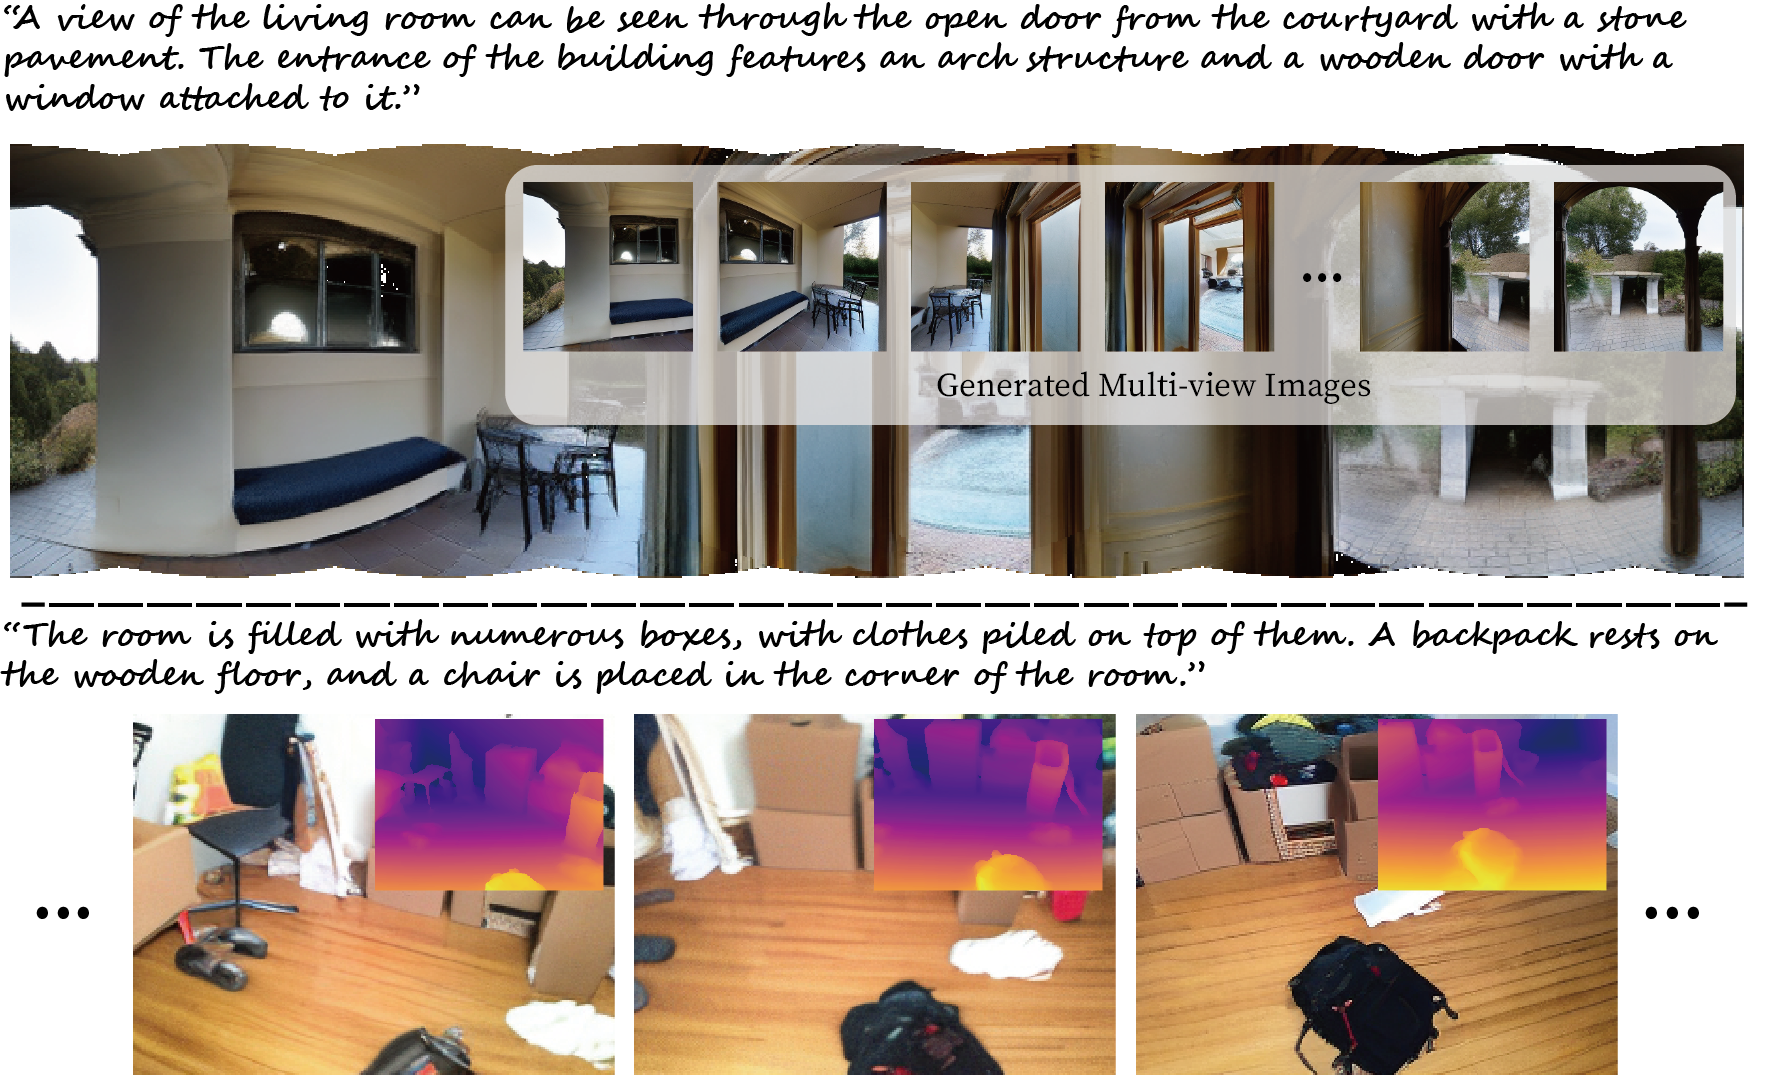 “A view of the living room can be seen through the open door from the courtyard with a stone
pavement. The entrance of the building features an arch structure and a wooden door with a
window attached to it.”
Generated Multi-view Images
“The room is filled with numerous boxes, with clothes piled on top of them. A backpack rests on
the wooden floor, and a chair is placed in the corner of the room.”